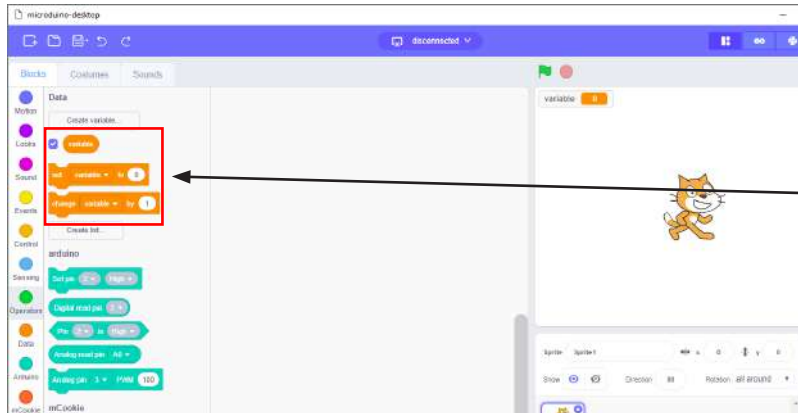 microduino-desktop
disconnected
Blocks
Costumes
Sounds
Data
Create variable...
variable
set variable to 0
change variable by 1
Create list...
arduino
Set pin 2 High
Digital read pin 2
Pin 2 is High
Analog read pin A0
Analog pin 3 PWM 100
mCookie
Motion
Looks
Sound
Events
Control
Sensing
Operators
Data
Arduino
mCookie
variable 0
Sprite Sprite1
x 0
y 0
Show
Direction
Rotation all around